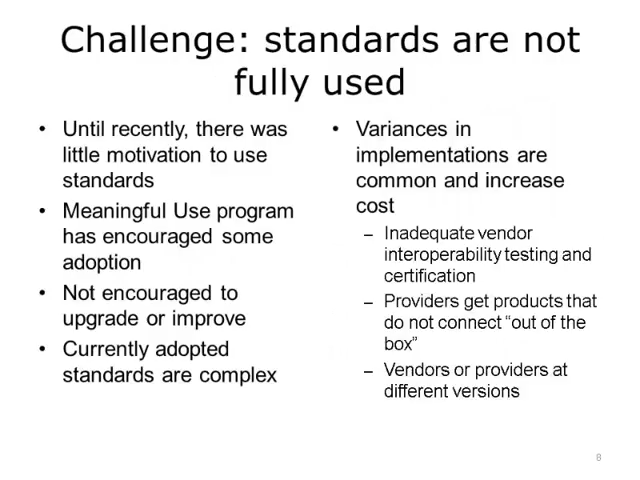 Challenge: standards are not
fully used
• Until recently, there was
little motivation to use
standards
• Meaningful Use program
has encouraged some
adoption
• Not encouraged to
upgrade or improve
• Currently adopted
standards are complex
• Variances in
implementations are
common and increase
cost
– Inadequate vendor
interoperability testing and
certification
– Providers get products that
do not connect “out of the
box”
– Vendors or providers at
different versions
8